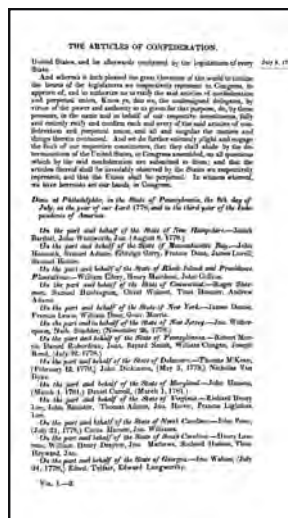 THE ARTICLES OF CONFEDERATION.
United States, and be afterwards confirmed by the legislatures of every
State.
And whereas it hath pleased the great Governor of the world to incline
the hearts of the legislatures we respectively represent in Congress, to
approve of, and to authorize us to ratify the said articles of confederation
and perpetual union, Know ye, that we, the undersigned delegates, by
virtue of the power and authority to us given for that purpose, do, by these
presents, in the name and in behalf of our respective constituents, fully
and entirely ratify and confirm each and every of the said articles of con-
federation and perpetual union, and all and singular the matters and
things therein contained. And we do further solemnly plight and engage
the faith of our respective constituents, that they shall abide by the de-
terminations of the United States, in Congress assembled, on all questions
which by the said confederation are submitted to them; and that the
articles thereof shall be inviolably observed by the States we respectively
represent, and that the Union shall be perpetual. In witness whereof,
we have hereunto set our hands, in Congress.
Done at Philadelphia, in the State of Pennsylvania, the 9th day of
July, in the year of our Lord 1778, and in the third year of the Inde-
pendence of America.
On the part and behalf of the State of New Hampshire.—Josiah
Bartlett, John Wentworth, Jun. (August 8, 1778.)
On the part and behalf of the State of Massachusetts Bay.—John
Hancock, Samuel Adams, Elbridge Gerry, Francis Dana, James Lovell,
Samuel Holten.
On the part and behalf of the State of Rhode Island and Providence
Plantations.—William Ellery, Henry Marchant, John Collins.
On the part and behalf of the State of Connecticut.—Roger Sher-
man, Samuel Huntington, Oliver Wolcott, Titus Hosmer, Andrew
Adams.
On the part and behalf of the State of New York.—James Duane,
Francis Lewis, William Duer, Gouv. Morris.
On the part and in behalf of the State of New Jersey.—Jno. Wither-
spoon, Nath. Scudder, (November 26, 1778.)
On the part and behalf of the State of Pennsylvania.—Robert Mor-
ris, Daniel Roberdeau, Jona. Bayard Smith, William Clingan, Joseph
Reed, (July 22, 1778.)
On the part and behalf of the State of Delaware.—Thomas M'Kean,
(February 12, 1779,) John Dickinson, (May 5, 1779,) Nicholas Van
Dyke.
On the part and behalf of the State of Maryland.—John Hanson,
(March 1, 1781,) Daniel Carroll, (March 1, 1781.)
On the part and behalf of the State of Virginia.—Richard Henry
Lee, John Banister, Thomas Adams, Jno. Harvie, Francis Lightfoot
Lee.
On the part and behalf of the State of North Carolina.—John Penn,
(July 21, 1778,) Corns. Harnett, Jno. Williams.
On the part and behalf of the State of South Carolina.—Henry Lau-
rens, William Henry Drayton, Jno. Mathews, Richard Hutson, Thos.
Heyward, Jun.
On the part and behalf of the State of Georgia.—Jno. Walton, (July
24, 1778,) Edwd. Telfair, Edward Langworthy.
VOL. I.—2